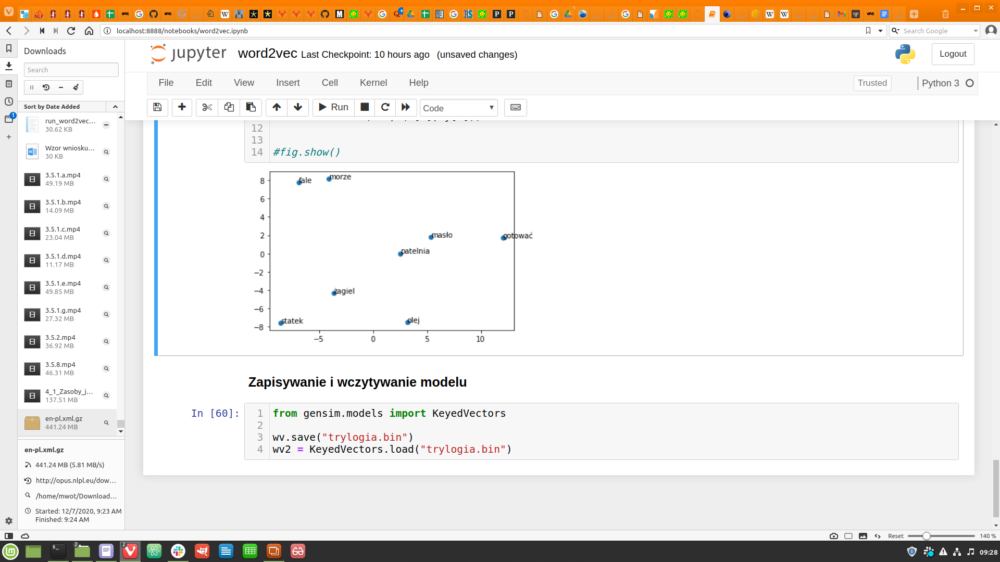 localhost:8888/notebooks/word2vec.ipynb
Search Google
Downloads
Search
Sort by Date Added
run_word2vec...
30.62 KB
Wzor wniosku...
30 KB
3.5.1.a.mp4
49.19 MB
3.5.1.b.mp4
14.09 MB
3.5.1.c.mp4
23.04 MB
3.5.1.d.mp4
11.17 MB
3.5.1.e.mp4
49.85 MB
3.5.1.g.mp4
27.32 MB
3.5.2.mp4
36.92 MB
3.5.8.mp4
46.31 MB
4_1_Zasoby_j...
137.51 MB
en-pl.xml.gz
441.24 MB
en-pl.xml.gz
441.24 MB (5.81 MB/s)
http://opus.nlpl.eu/dow...
/home/mwot/Download...
Started: 12/7/2020, 9:23 AM
Finished: 9:24 AM
jupyter word2vec Last Checkpoint: 10 hours ago (unsaved changes)
Logout
File Edit View Insert Cell Kernel Help
Trusted Python 3
Run Code
12
13
14 #fig.show()
8
6
4
2
0
−2
−4
−6
−8
−5 0 5 10
fale
morze
masło
gotować
patelnia
żagiel
statek
olej
Zapisywanie i wczytywanie modelu
In [60]:
1 from gensim.models import KeyedVectors
2
3 wv.save("trylogia.bin")
4 wv2 = KeyedVectors.load("trylogia.bin")
Reset 140 %
09:28